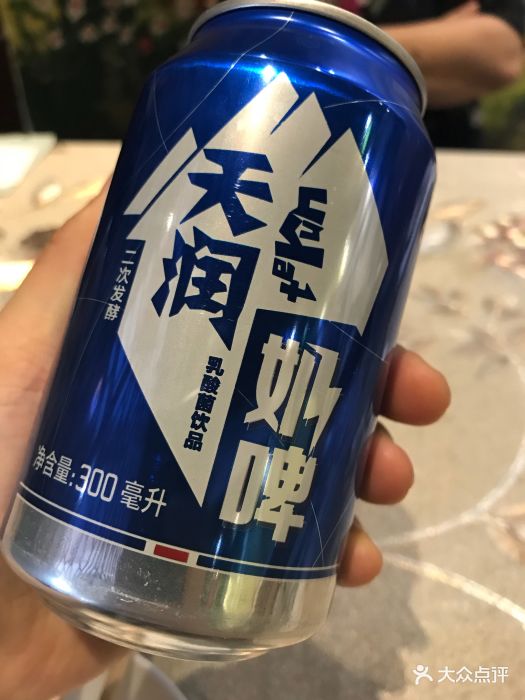 天润
terun
奶啤
二次发酵
乳酸菌饮品
净含量:300毫升
大众点评